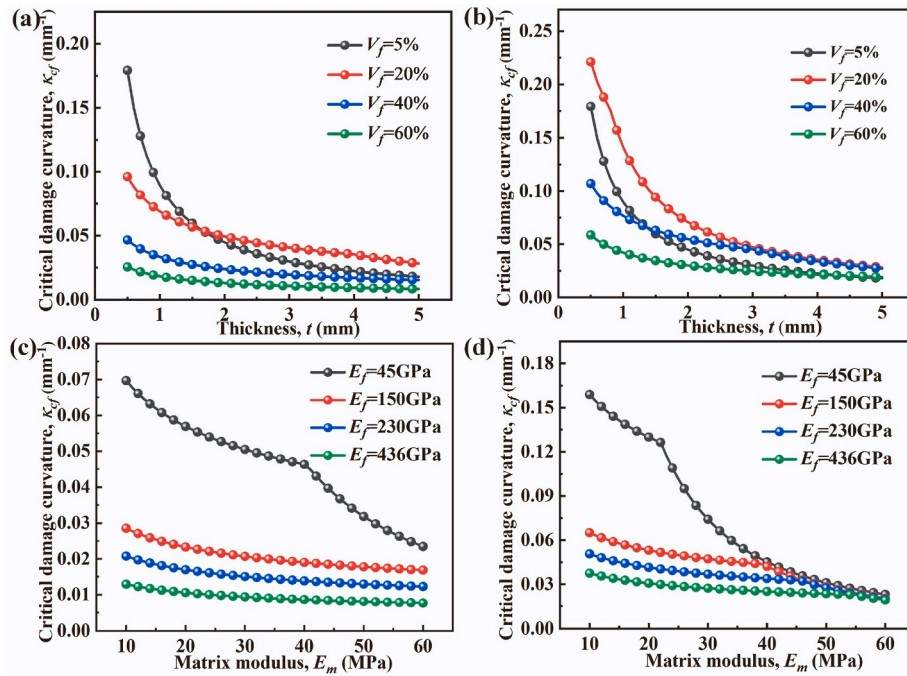 (a)
Critical damage curvature, κcf (mm⁻¹)
0.20
0.15
0.10
0.05
0.00
Vf=5%
Vf=20%
Vf=40%
Vf=60%
0 1 2 3 4 5
Thickness, t (mm)
(b)
Critical damage curvature, κcf (mm⁻¹)
0.25
0.20
0.15
0.10
0.05
0.00
Vf=5%
Vf=20%
Vf=40%
Vf=60%
0 1 2 3 4 5
Thickness, t (mm)
(c)
Critical damage curvature, κcf (mm⁻¹)
0.08
0.07
0.06
0.05
0.04
0.03
0.02
0.01
0.00
Ef=45GPa
Ef=150GPa
Ef=230GPa
Ef=436GPa
10 20 30 40 50 60
Matrix modulus, Em (MPa)
(d)
Critical damage curvature, κcf (mm⁻¹)
0.18
0.15
0.12
0.09
0.06
0.03
0.00
Ef=45GPa
Ef=150GPa
Ef=230GPa
Ef=436GPa
10 20 30 40 50 60
Matrix modulus, Em (MPa)